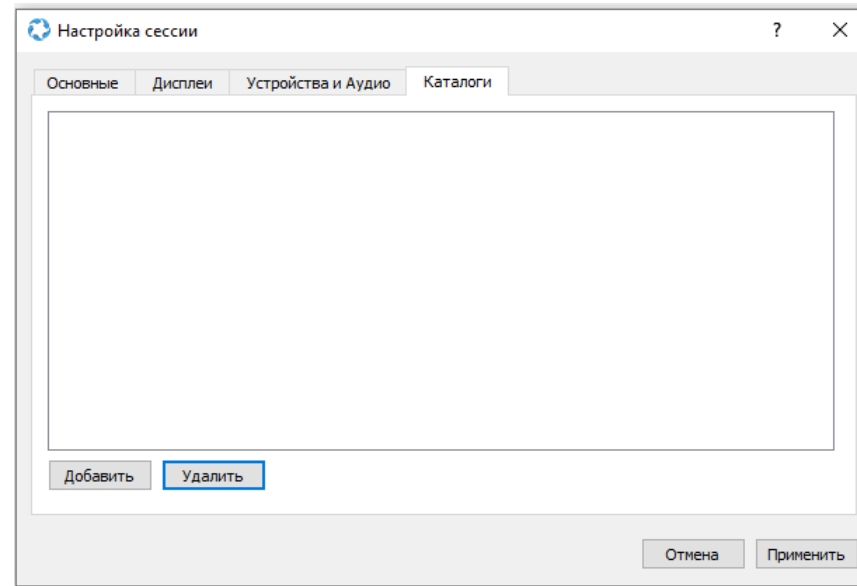 Настройка сессии
?
Основные Дисплеи Устройства и Аудио Каталоги
Добавить Удалить
Отмена Применить